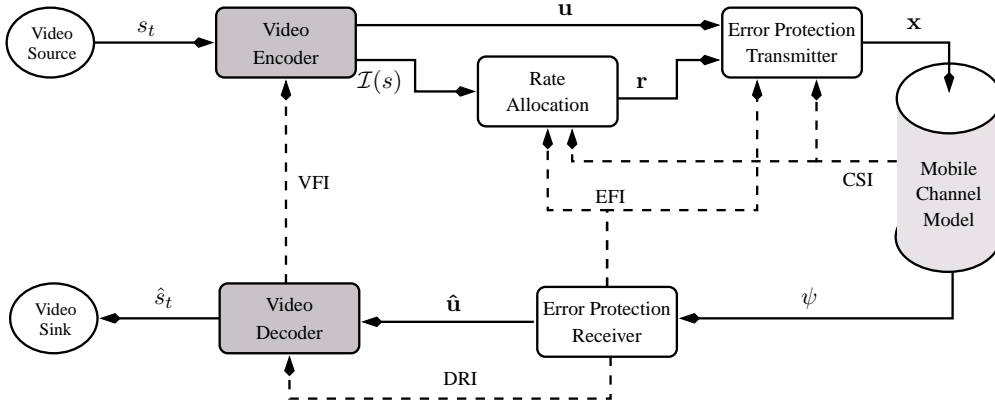 Video
Source
s_t
Video
Encoder
u
I(s)
Rate
Allocation
r
Error Protection
Transmitter
x
Mobile
Channel
Model
CSI
EFI
VFI
Video
Sink
ŝ_t
Video
Decoder
û
Error Protection
Receiver
ψ
DRI